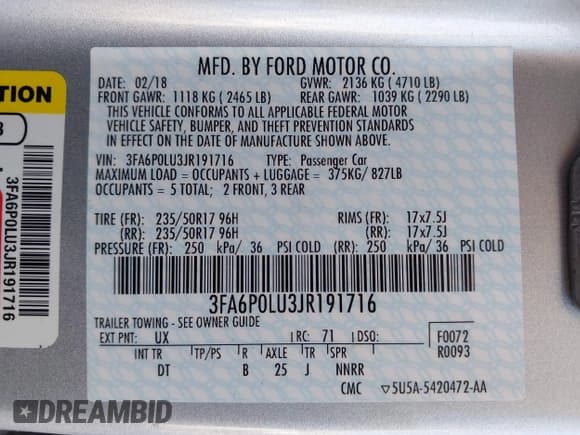 MFD. BY FORD MOTOR CO.
DATE: 02/18 GVWR: 2136 KG ( 4710 LB)
FRONT GAWR: 1118 KG ( 2465 LB) REAR GAWR: 1039 KG ( 2290 LB)
THIS VEHICLE CONFORMS TO ALL APPLICABLE FEDERAL MOTOR
VEHICLE SAFETY, BUMPER, AND THEFT PREVENTION STANDARDS
IN EFFECT ON THE DATE OF MANUFACTURE SHOWN ABOVE.
VIN: 3FA6P0LU3JR191716 TYPE: Passenger Car
MAXIMUM LOAD = OCCUPANTS + LUGGAGE = 375KG/ 827LB
OCCUPANTS = 5 TOTAL; 2 FRONT, 3 REAR
TIRE (FR): 235/50R17 96H RIMS (FR): 17x7.5J
(RR): 235/50R17 96H (RR): 17x7.5J
PRESSURE (FR): 250 kPa/ 36 PSI COLD (RR): 250 kPa/ 36 PSI COLD
3FA6P0LU3JR191716
TRAILER TOWING - SEE OWNER GUIDE
EXT PNT: UX RC: 71 DSO: F0072
R0093
INT TR TP/PS R AXLE TR SPR
DT B 25 J NNRR
CMC ▽5U5A-5420472-AA
TION
3FA6P0LU3JR191716
DREAMBID